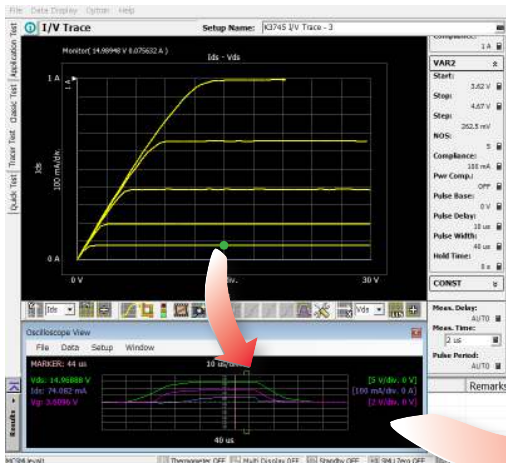 File Data Display Option Help
I/V Trace
Setup Name: K3745 I/V Trace - 3
Monitor( 14.98948 V 0.075632 A )
Ids - Vds
1 A
1 A
Ids
100 mA/div.
0 A
0 V
div.
30 V
Quick Test
Tracer Test
Classic Test
Application Test
Compliance:
1 A
VAR2
Start:
3.62 V
Stop:
4.67 V
Step:
262.5 mV
NOS:
5
Compliance:
100 mA
Pwr Comp.:
OFF
Pulse Base:
0 V
Pulse Delay:
10 us
Pulse Width:
40 us
Hold Time:
0 s
CONST
Ids
Vds
Meas. Delay:
AUTO
Meas. Time:
2 us
Pulse Period:
AUTO
Oscilloscope View
File Data Setup Window
MARKER: 44 us
10 us/
Vds: 14.96888 V
Ids: 74.082 mA
Vg: 3.6096 V
[5 V/div. 0 V]
[100 mA/div. 0 A]
[2 V/div. 0 V]
40 us
Remarks
Results
Thermometer OFF
Multi Display OFF
Standby OFF
SMU Zero OFF